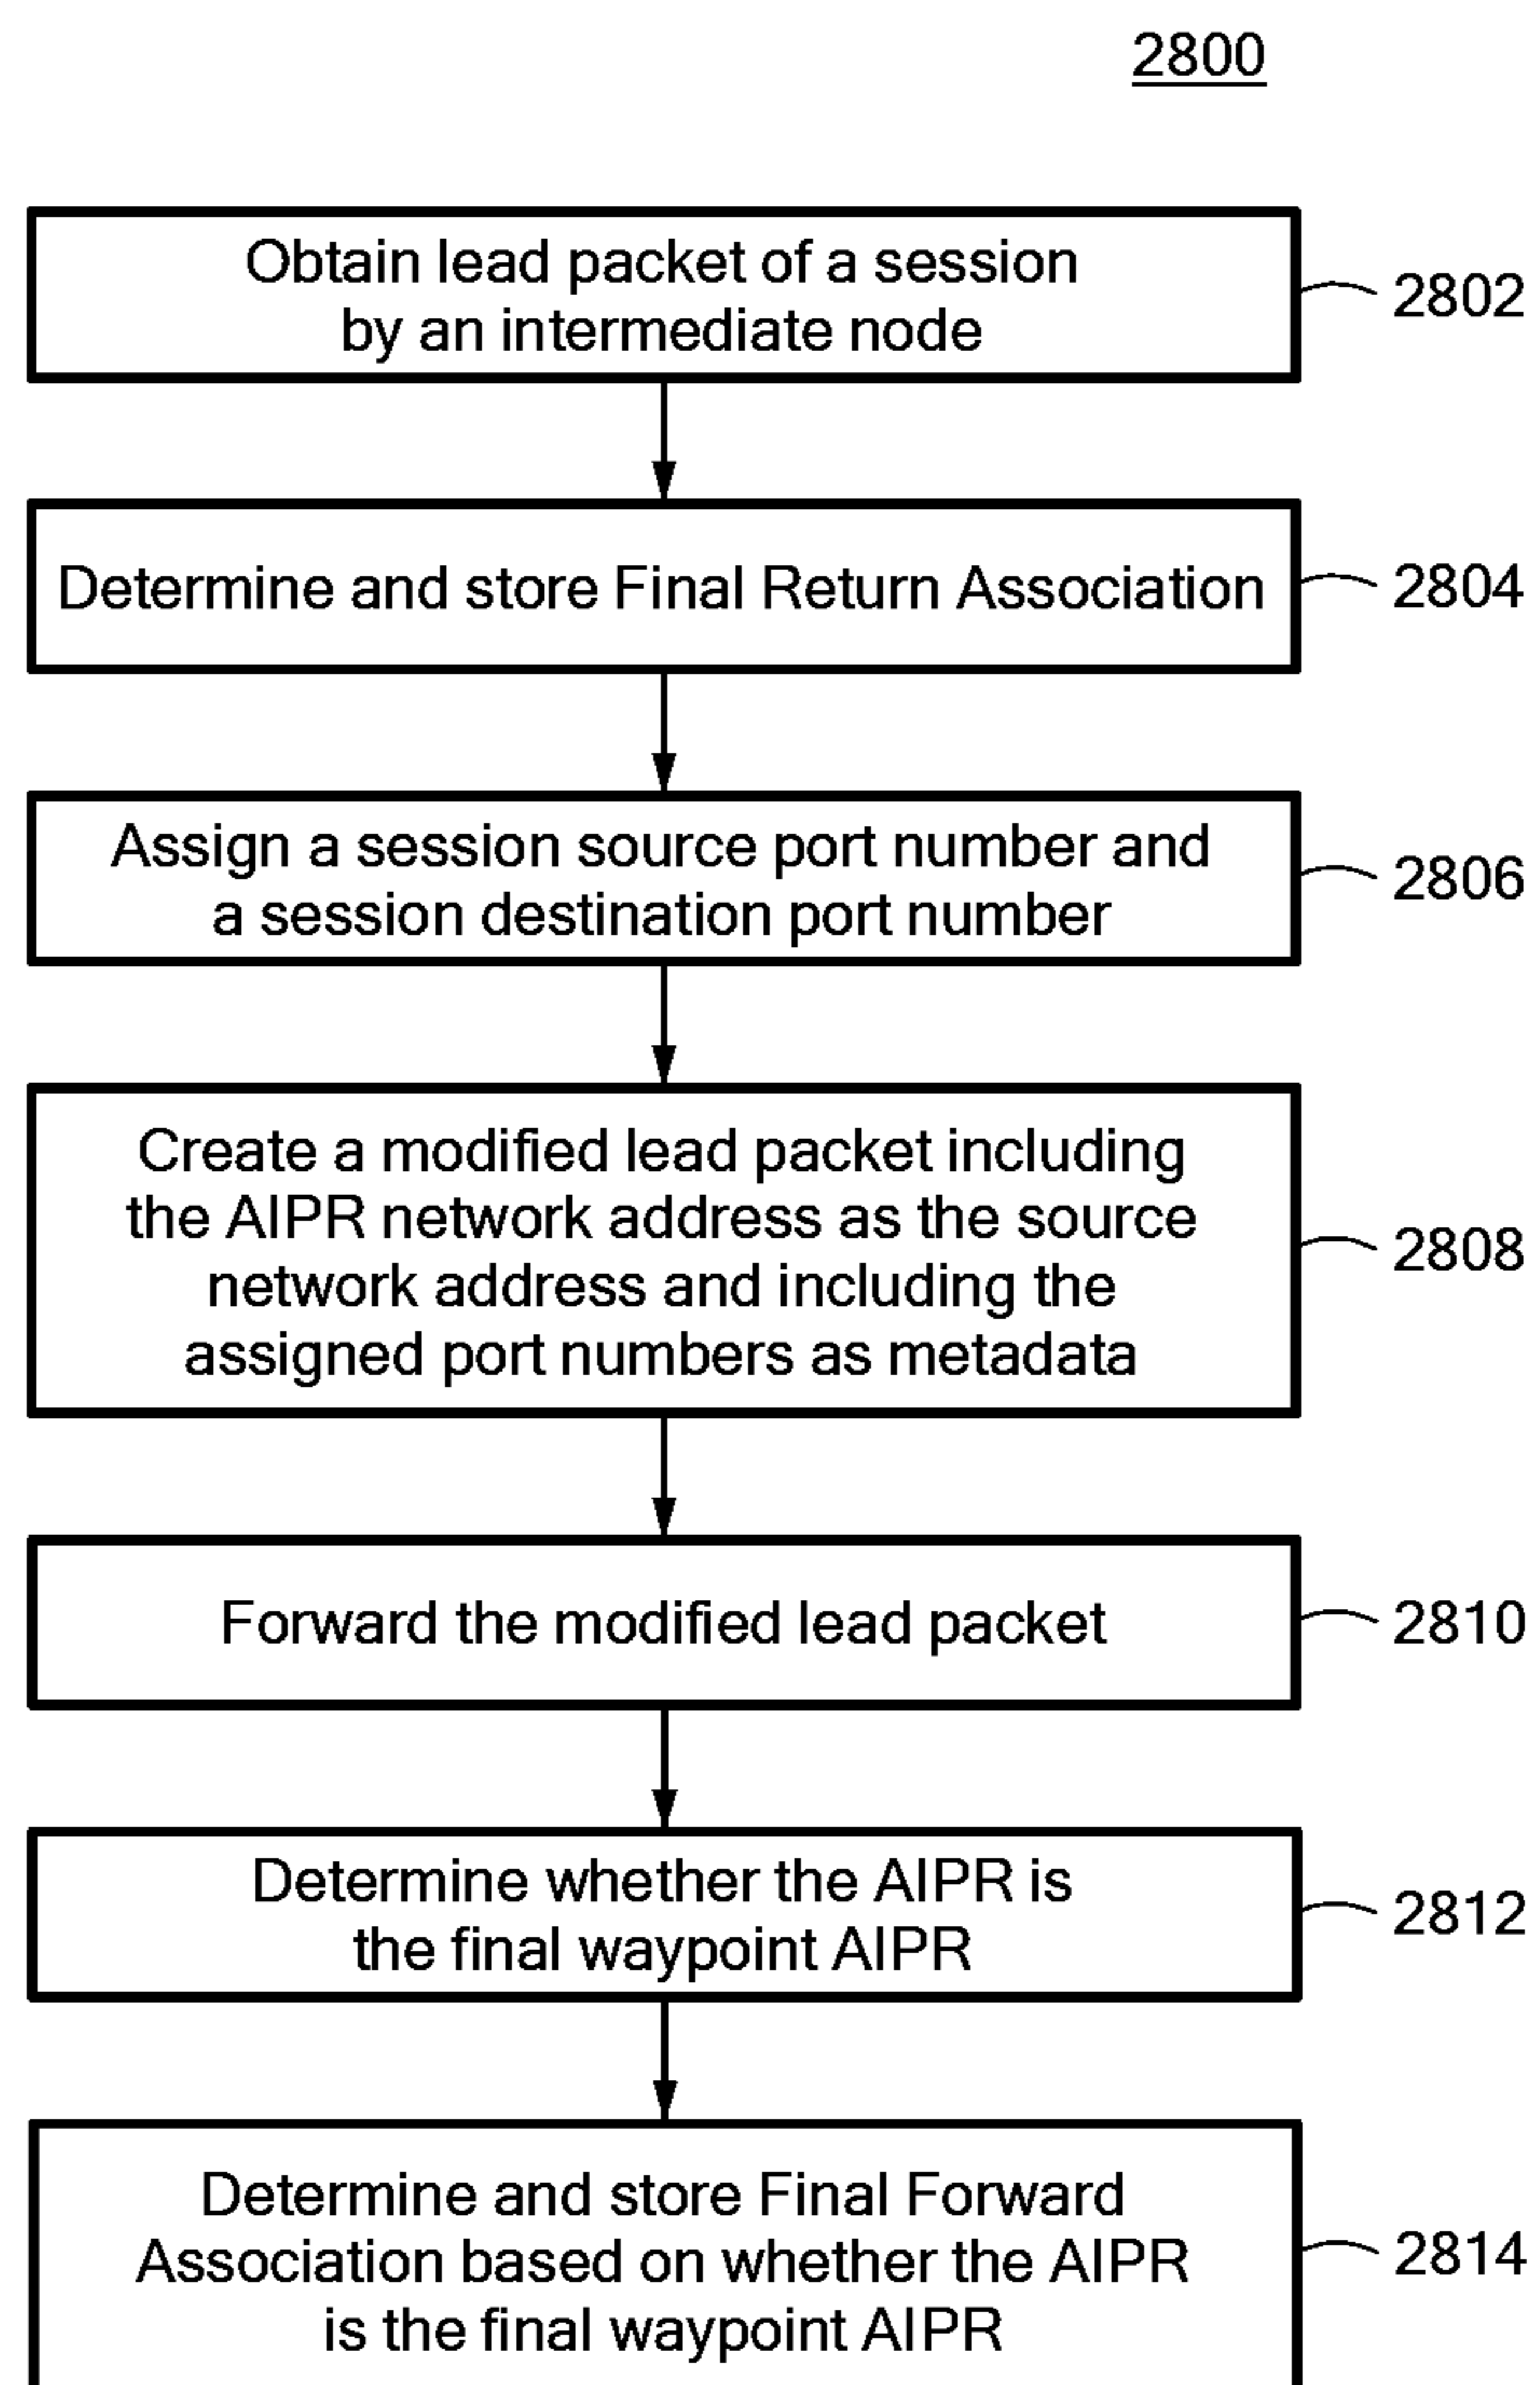 2800
Obtain lead packet of a session
by an intermediate node
2802
Determine and store Final Return Association
2804
Assign a session source port number and
a session destination port number
2806
Create a modified lead packet including
the AIPR network address as the source
network address and including the
assigned port numbers as metadata
2808
Forward the modified lead packet
2810
Determine whether the AIPR is
the final waypoint AIPR
2812
Determine and store Final Forward
Association based on whether the AIPR
is the final waypoint AIPR
2814